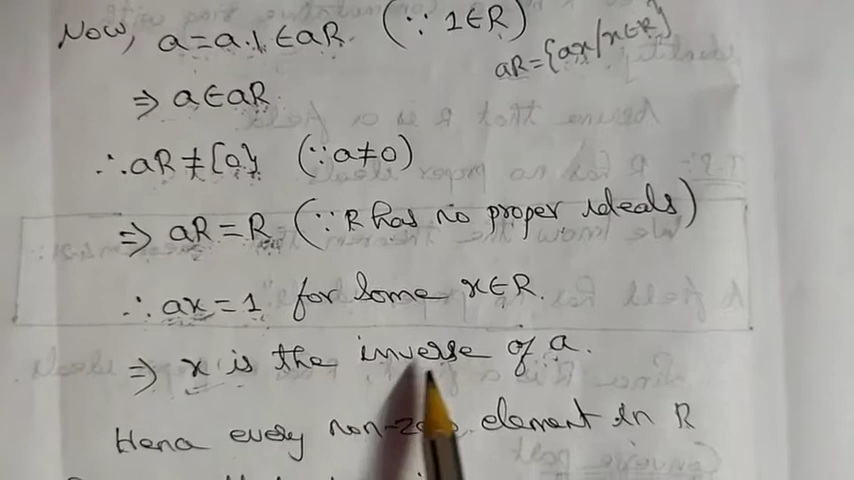 Now, a = a.1 ∈ aR (∵ 1 ∈ R)
aR = {ax/x∈R}
⇒ a ∈ aR
∴ aR ≠ {0} (∵ a ≠ 0)
⇒ aR = R (∵ R has no proper ideals)
∴ ax = 1 for some x ∈ R.
⇒ x is the inverse of a.
Hence every non-zero element in R